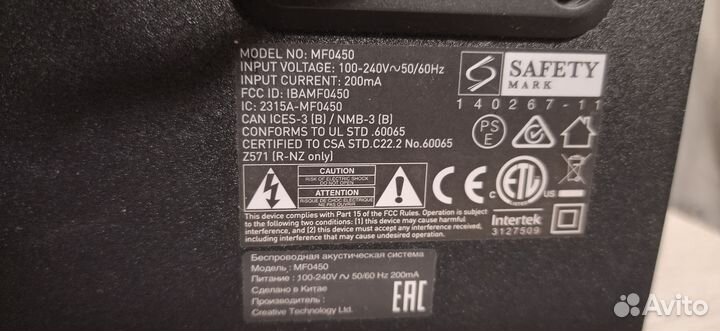 MODEL NO: MF0450
INPUT VOLTAGE: 100-240V～50/60Hz
INPUT CURRENT: 200mA
FCC ID: IBAMF0450
IC: 2315A-MF0450
CAN ICES-3 (B) / NMB-3 (B)
CONFORMS TO UL STD .60065
CERTIFIED TO CSA STD.C22.2 No.60065
Z571 (R-NZ only)
SAFETY
MARK
140267-11
PS
E
CAUTION
RISK OF ELECTRIC SHOCK
DO NOT OPEN
ATTENTION
RISQUE DE CHOC ELECTRIQUE
NE PAS OUVRIR
CE
C
ETL
US
Intertek
3127509
This device complies with Part 15 of the FCC Rules. Operation is subject
to the following two conditions: (1) this device may cause harmful
interference, and (2) this device must accept any interference received,
including interference that may cause undesired operation.
Беспроводная акустическая система
Модель : MF0450
Питание : 100-240V ～ 50/60 Hz 200mA
Сделано в Китае
Производитель :
Creative Technology Ltd.
EAC
Avito